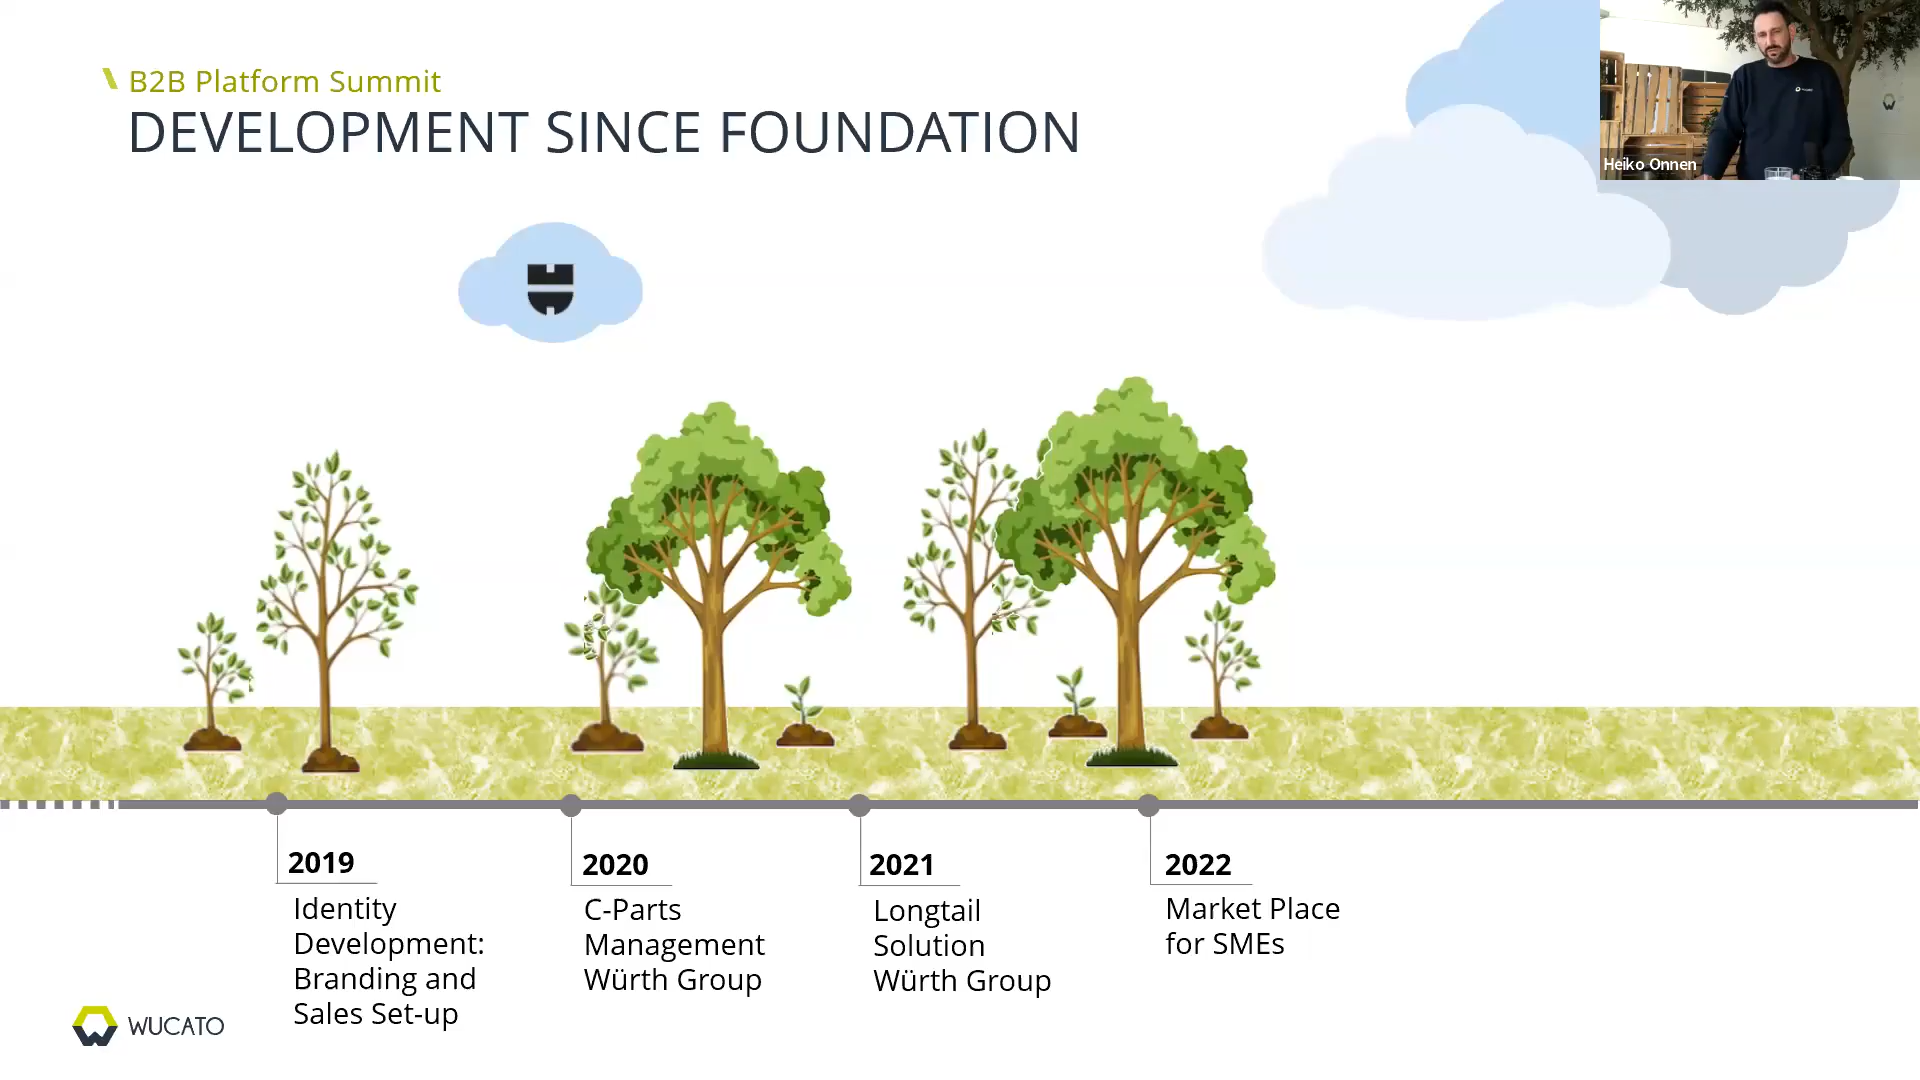 B2B Platform Summit
DEVELOPMENT SINCE FOUNDATION
Heiko Onnen
2019
Identity
Development:
Branding and
Sales Set-up
2020
C-Parts
Management
Würth Group
2021
Longtail
Solution
Würth Group
2022
Market Place
for SMEs
WUCATO